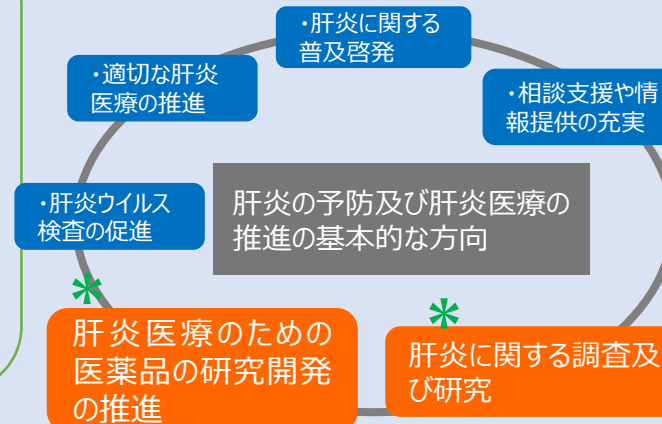 ・肝炎に関する
普及啓発
・適切な肝炎
医療の推進
・相談支援や情
報提供の充実
・肝炎ウイルス
検査の促進
肝炎の予防及び肝炎医療の
推進の基本的な方向
*
肝炎医療のための
医薬品の研究開発
の推進
*
肝炎に関する調査及
び研究